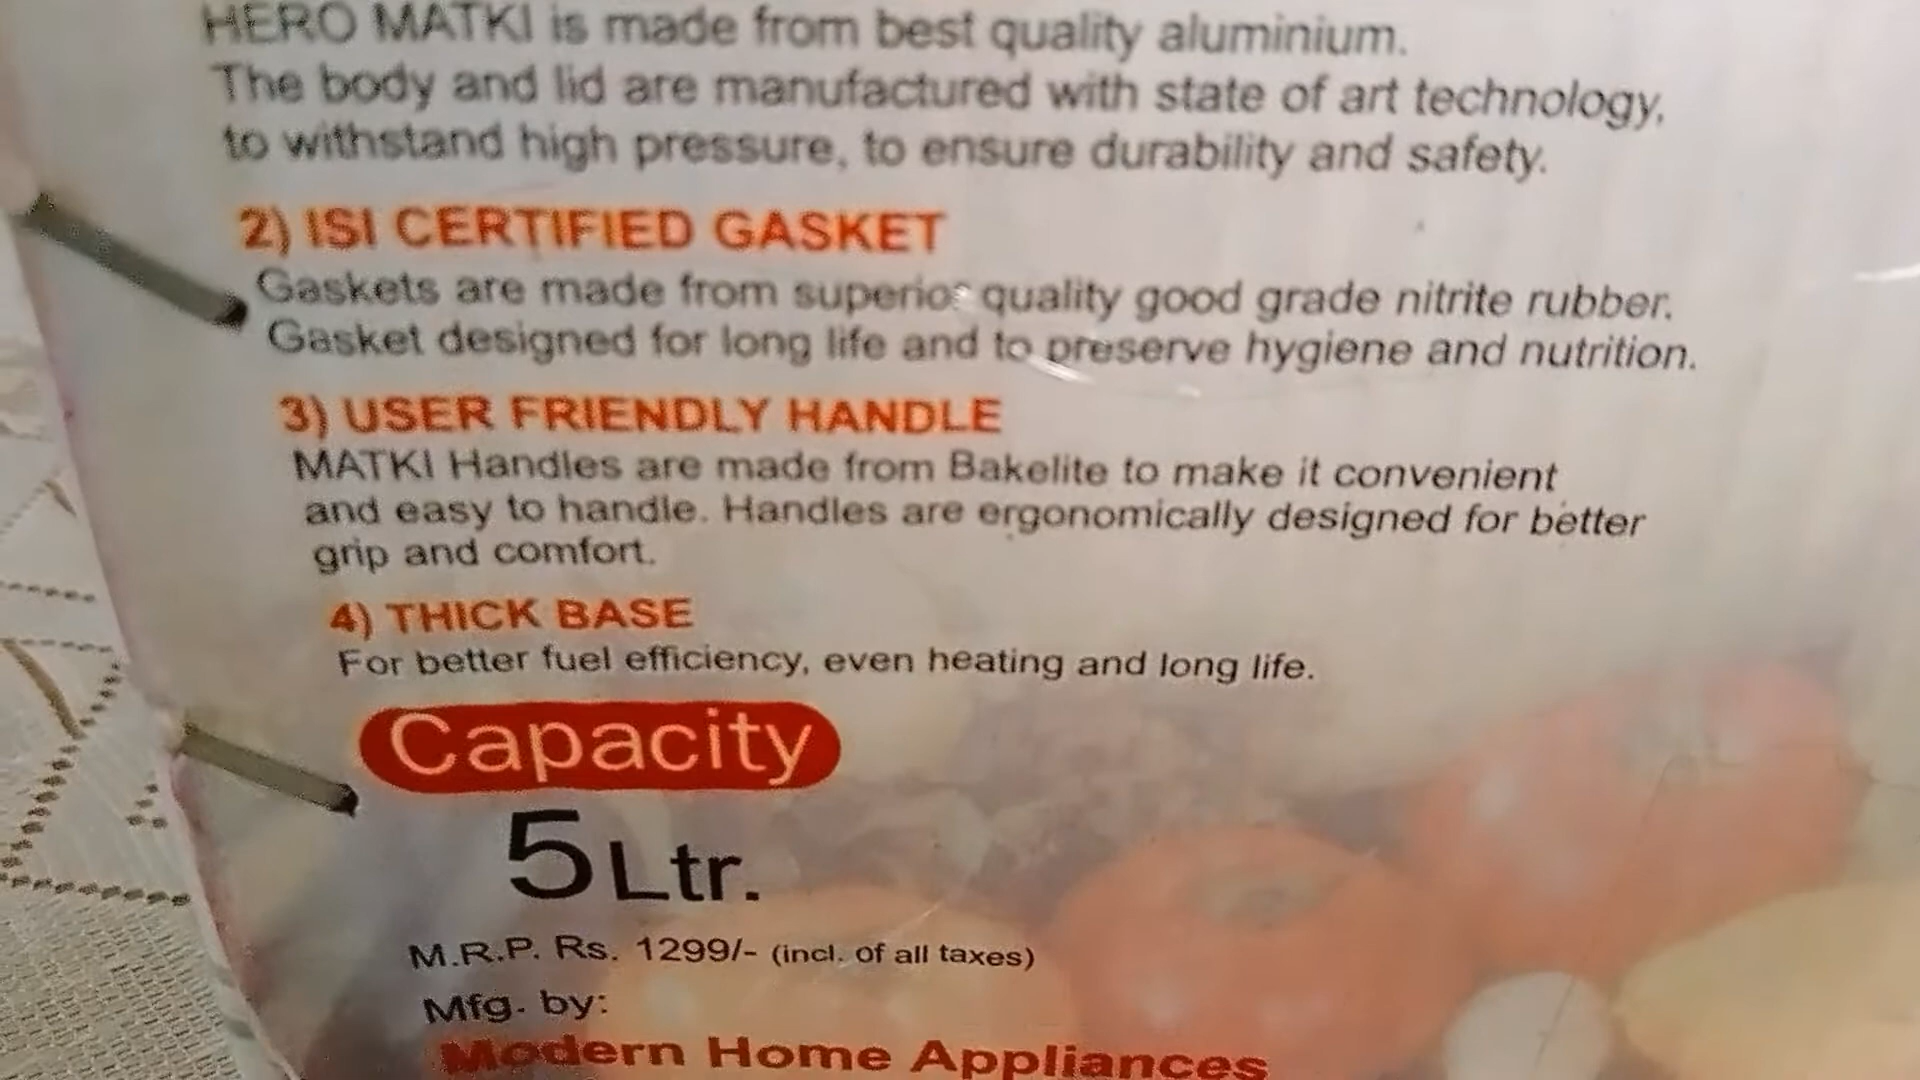 HERO MATKI is made from best quality aluminium.
The body and lid are manufactured with state of art technology,
to withstand high pressure, to ensure durability and safety.
2) ISI CERTIFIED GASKET
Gaskets are made from superior quality good grade nitrite rubber.
Gasket designed for long life and to preserve hygiene and nutrition.
3) USER FRIENDLY HANDLE
MATKI Handles are made from Bakelite to make it convenient
and easy to handle. Handles are ergonomically designed for better
grip and comfort.
4) THICK BASE
For better fuel efficiency, even heating and long life.
Capacity
5 Ltr.
M.R.P. Rs. 1299/- (incl. of all taxes)
Mfg. by:
Modern Home Appliances